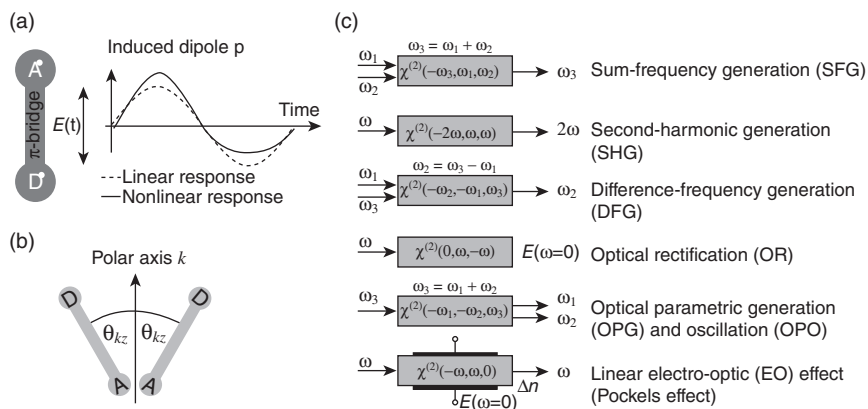 (a)
A
π-bridge
D
E(t)
Induced dipole p
Time
Linear response
Nonlinear response
(b)
Polar axis k
D
D
θkz
θkz
A
A
(c)
ω3 = ω1 + ω2
ω1
ω2
χ(2)(-ω3,ω1,ω2)
ω3
Sum-frequency generation (SFG)
ω
χ(2)(-2ω,ω,ω)
2ω
Second-harmonic generation
(SHG)
ω2 = ω3 − ω1
ω1
ω3
χ(2)(-ω2,-ω1,ω3)
ω2
Difference-frequency generation
(DFG)
ω
χ(2)(0,ω,-ω)
E(ω=0)
Optical rectification (OR)
ω3 = ω1 + ω2
ω3
χ(2)(-ω1,-ω2,ω3)
ω1
ω2
Optical parametric generation
(OPG) and oscillation (OPO)
ω
χ(2)(-ω,ω,0)
Δn
ω
E(ω=0)
Linear electro-optic (EO) effect
(Pockels effect)